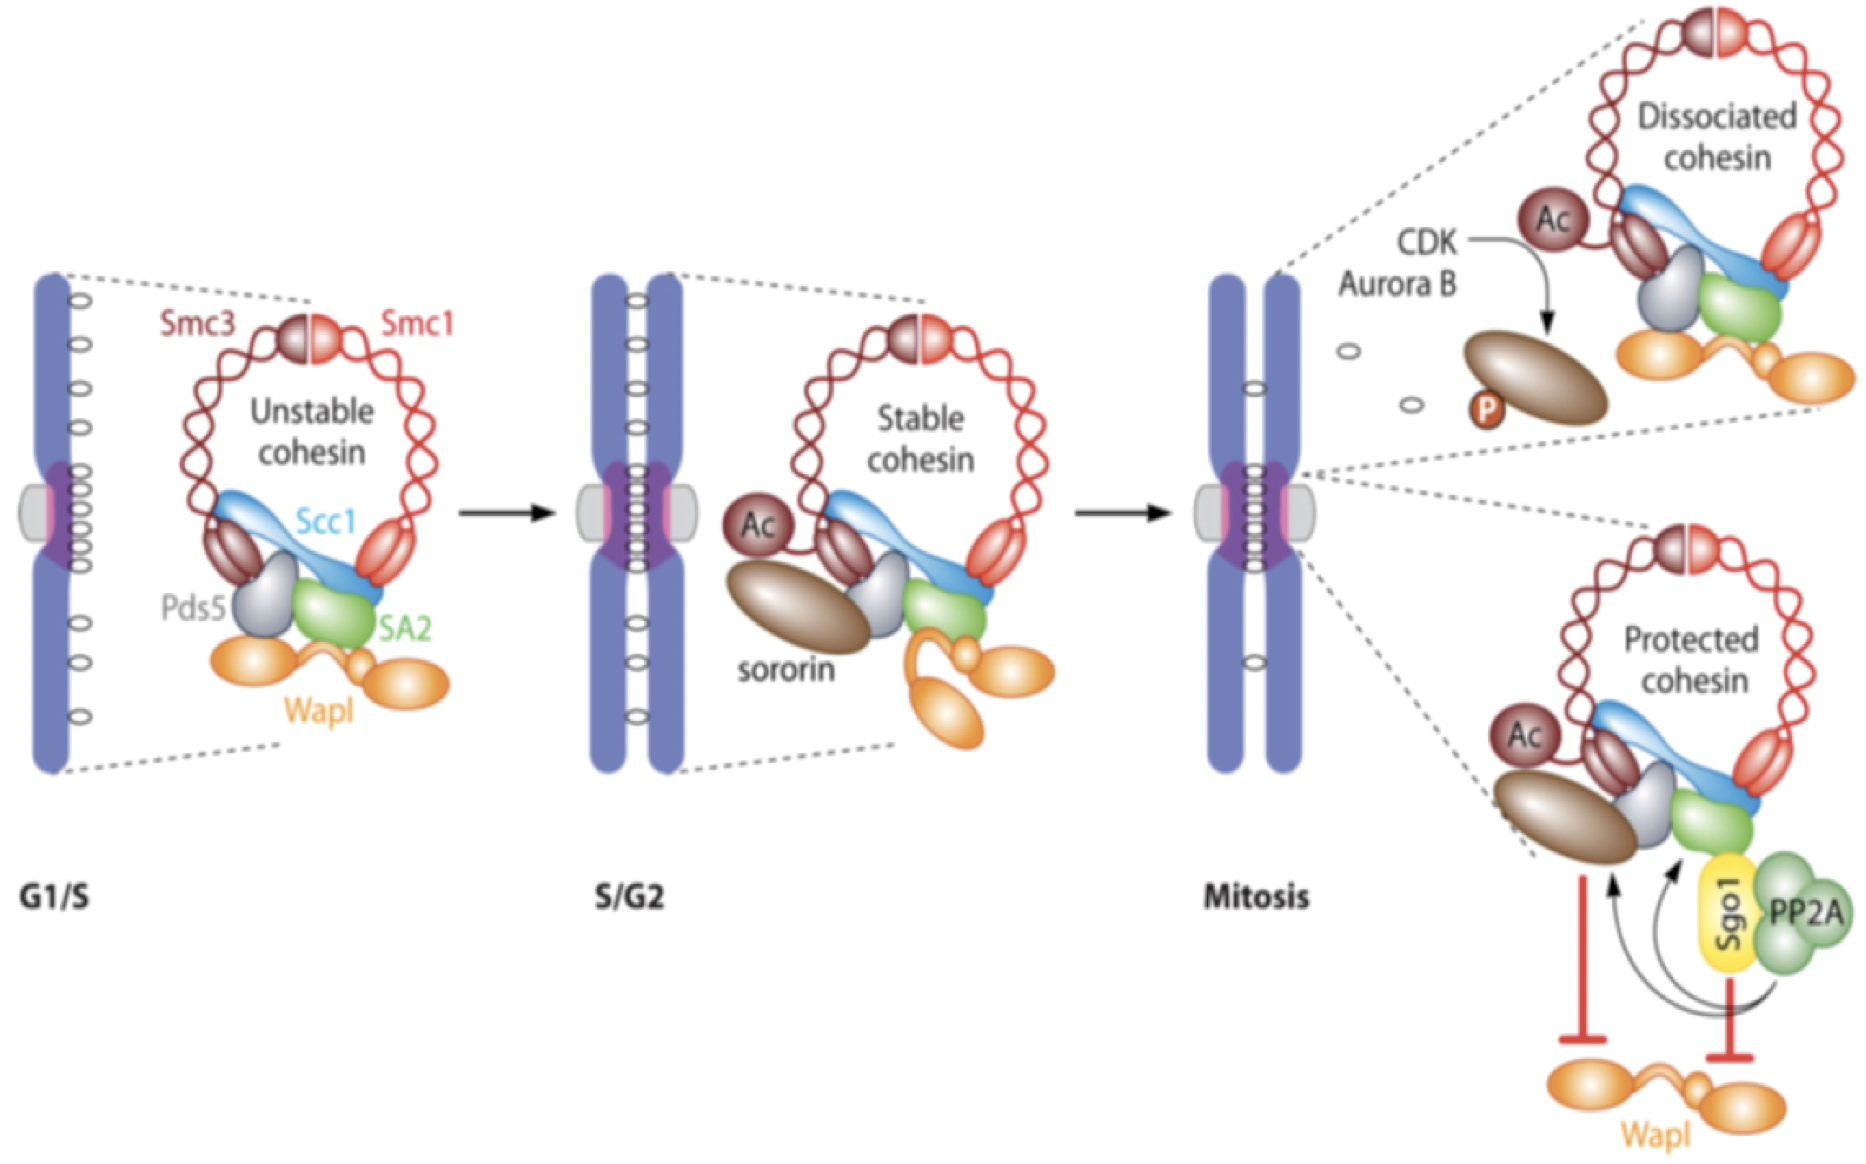 Smc3
Smc1
Unstable
cohesin
Scc1
Pds5
SA2
Wapl
G1/S
Stable
cohesin
Ac
sororin
S/G2
Dissociated
cohesin
Ac
CDK
Aurora B
P
Mitosis
Protected
cohesin
Ac
Sgo1
PP2A
Wapl